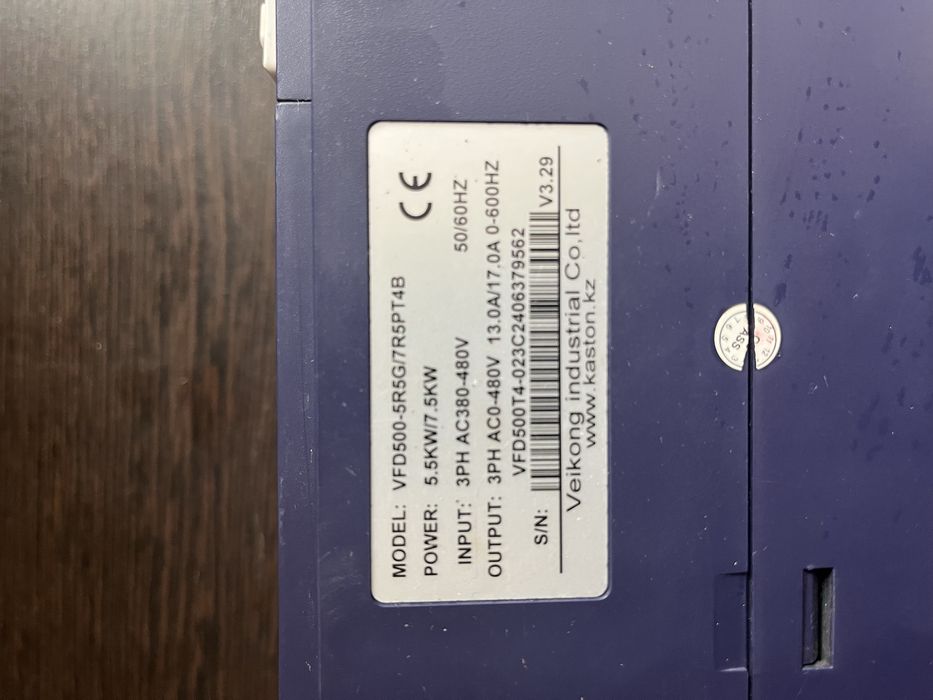 MODEL: VFD500-5R5G/7R5PT4B
POWER: 5.5KW/7.5KW
CE
INPUT: 3PH AC380-480V 50/60HZ
OUTPUT: 3PH AC0-480V 13.0A/17.0A 0-600HZ
VFD500T4-023C2406379562
S/N: V3.29
Veikong industrial Co,ltd
www.kaston.kz